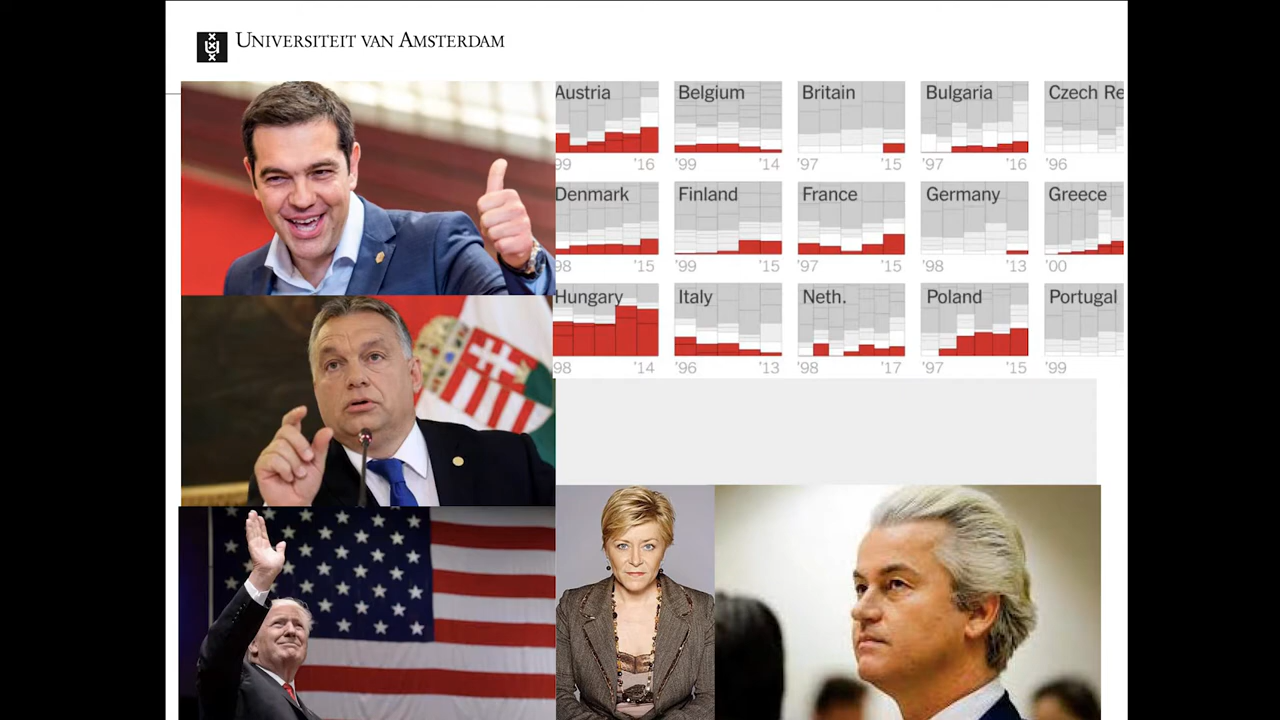 UNIVERSITEIT VAN AMSTERDAM
Austria Belgium Britain Bulgaria Czech Re
99 '16 '99 '14 '97 '15 '97 '16 '96
Denmark Finland France Germany Greece
98 '15 '99 '15 '97 '15 '98 '13 '00
Hungary Italy Neth. Poland Portugal
98 '14 '96 '13 '98 '17 '97 '15 '99